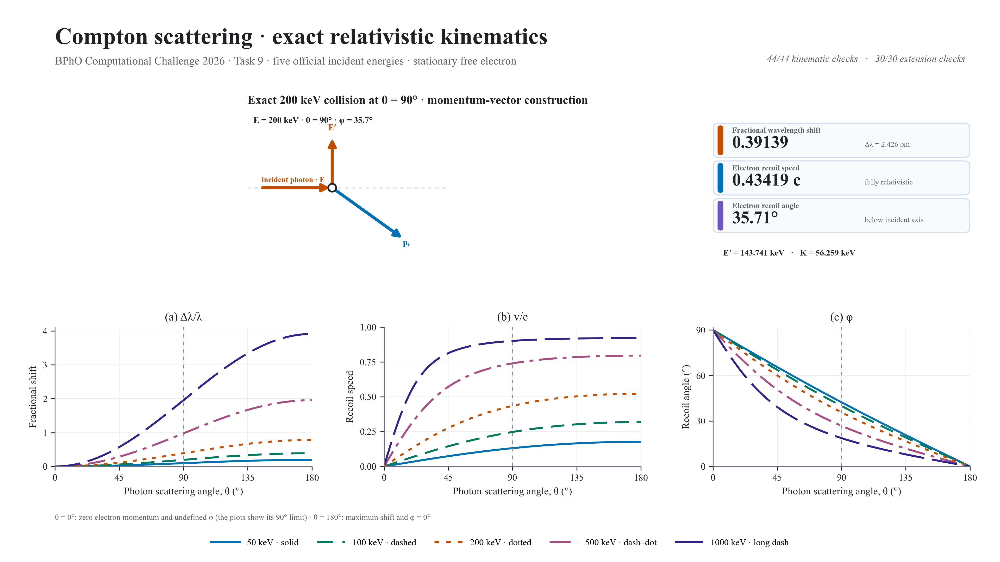 Compton scattering · exact relativistic kinematics
BPhO Computational Challenge 2026 · Task 9 · five official incident energies · stationary free electron
44/44 kinematic checks · 30/30 extension checks
Exact 200 keV collision at θ = 90° · momentum-vector construction
E = 200 keV · θ = 90° · φ = 35.7°
E′
incident photon · E
pₑ
Fractional wavelength shift
0.39139
Δλ = 2.426 pm
Electron recoil speed
0.43419 c
fully relativistic
Electron recoil angle
35.71°
below incident axis
E′ = 143.741 keV · K = 56.259 keV
(a) Δλ/λ
Fractional shift
4
3
2
1
0
0 45 90 135 180
Photon scattering angle, θ (°)
(b) v/c
Recoil speed
1.00
0.75
0.50
0.25
0.00
0 45 90 135 180
Photon scattering angle, θ (°)
(c) φ
Recoil angle (°)
90
60
30
0
0 45 90 135 180
Photon scattering angle, θ (°)
θ = 0°: zero electron momentum and undefined φ (the plots show its 90° limit) · θ = 180°: maximum shift and φ = 0°
50 keV · solid
100 keV · dashed
200 keV · dotted
500 keV · dash–dot
1000 keV · long dash